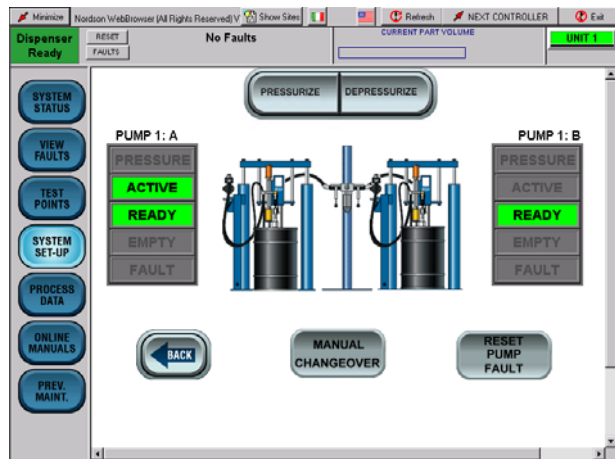 Minimize
Nordson WebBrowser (All Rights Reserved) V
Show Sites
Refresh
NEXT CONTROLLER
Exit
Dispenser
Ready
RESET
FAULTS
No Faults
CURRENT PART VOLUME
UNIT 1
SYSTEM
STATUS
VIEW
FAULTS
TEST
POINTS
SYSTEM
SET-UP
PROCESS
DATA
ONLINE
MANUALS
PREV.
MAINT.
PRESSURIZE
DEPRESSURIZE
PUMP 1: A
PRESSURE
ACTIVE
READY
EMPTY
FAULT
PUMP 1: B
PRESSURE
ACTIVE
READY
EMPTY
FAULT
BACK
MANUAL
CHANGEOVER
RESET
PUMP
FAULT